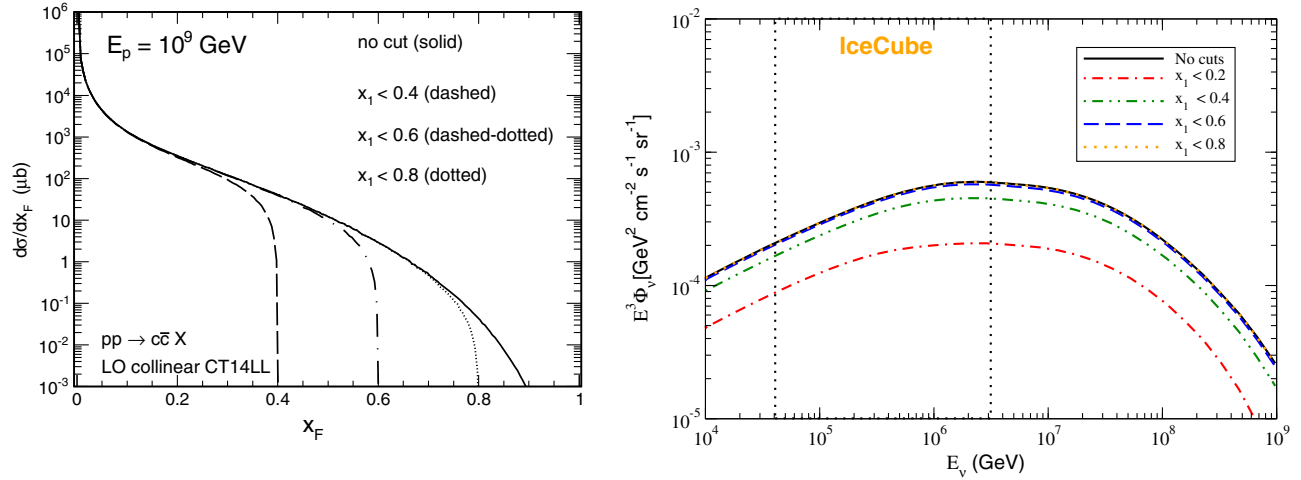 10^6
10^5
10^4
10^3
10^2
10
1
10^-1
10^-2
10^-3
dσ/dx_F (μb)
E_p = 10^9 GeV
no cut (solid)
x_1 < 0.4 (dashed)
x_1 < 0.6 (dashed-dotted)
x_1 < 0.8 (dotted)
pp → cc̄ X
LO collinear CT14LL
0 0.2 0.4 0.6 0.8 1
x_F
10^-2
10^-3
10^-4
10^-5
E^3Φ_ν[GeV^2 cm^-2 s^-1 sr^-1]
IceCube
No cuts
x_1 < 0.2
x_1 < 0.4
x_1 < 0.6
x_1 < 0.8
10^4 10^5 10^6 10^7 10^8 10^9
E_ν (GeV)